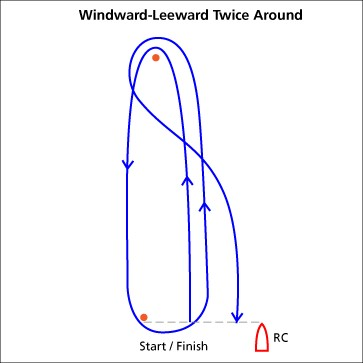 Windward-Leeward Twice Around
RC
Start / Finish